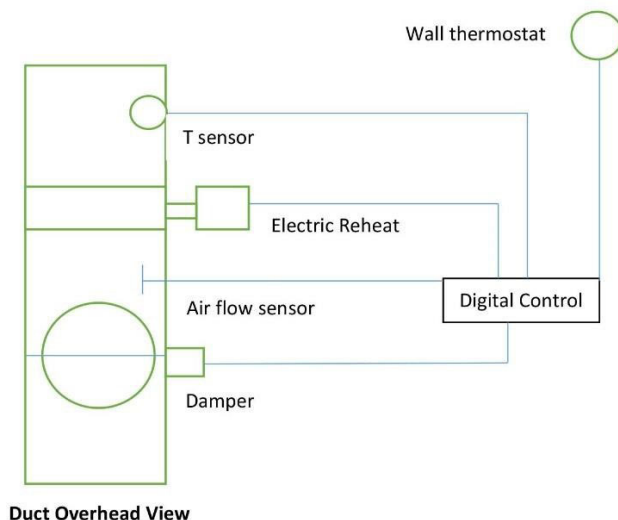 Wall thermostat
T sensor
Electric Reheat
Air flow sensor
Digital Control
Damper
Duct Overhead View